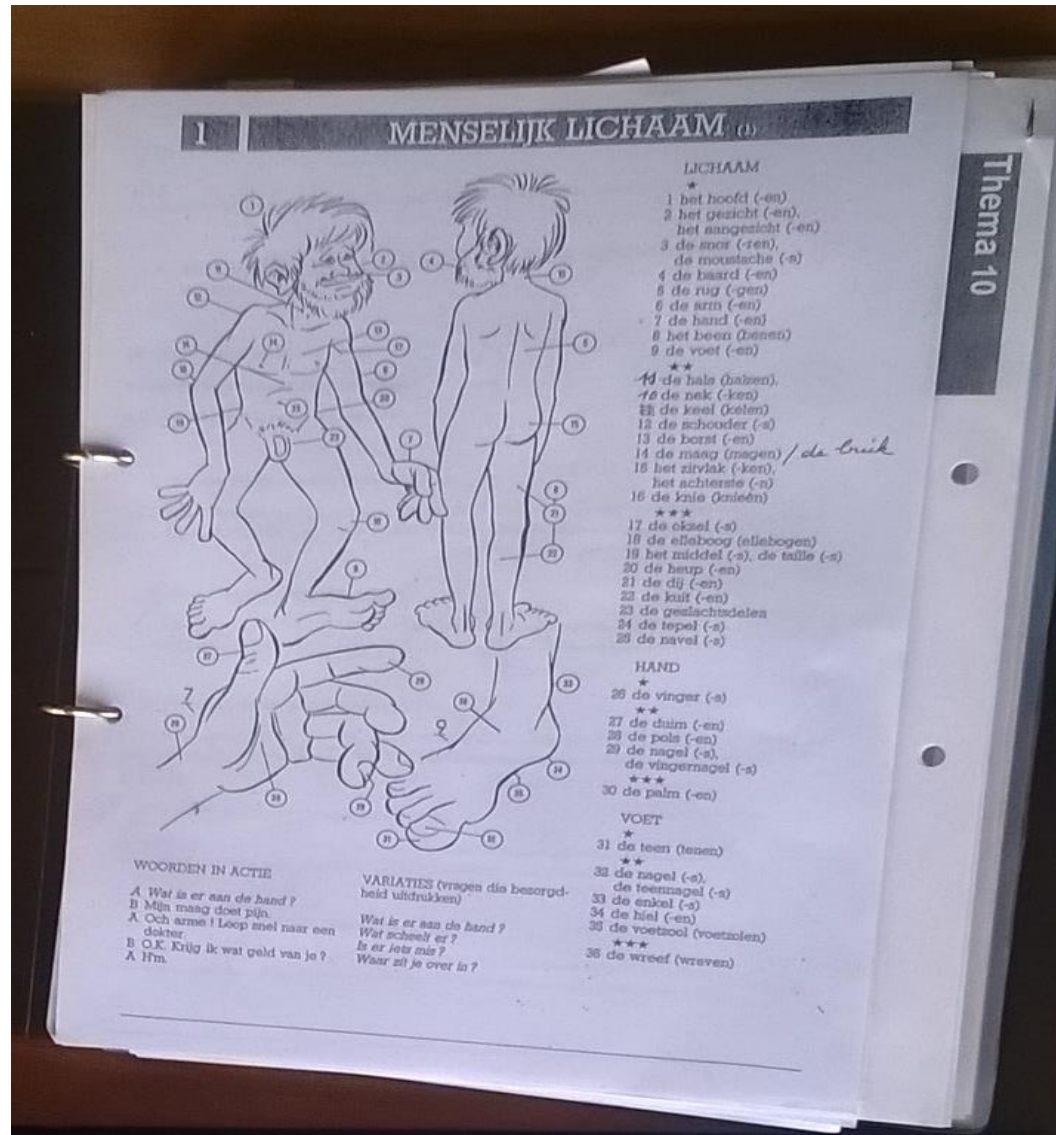 1 MENSELIJK LICHAAM (1)
Thema 10
LICHAAM
★
1 het hoofd (-en)
2 het gezicht (-en),
het aangezicht (-en)
3 de snor (-ren),
de moustache (-s)
4 de baard (-en)
5 de rug (-gen)
6 de arm (-en)
7 de hand (-en)
8 het been (benen)
9 de voet (-en)
★★
11 de hals (halzen),
10 de nek (-ken)
de keel (kelen)
12 de schouder (-s)
13 de borst (-en)
14 de maag (magen) / de buik
15 het zitvlak (-ken),
het achterste (-n)
16 de knie (knieën)
★★★
17 de oksel (-s)
18 de elleboog (ellebogen)
19 het middel (-s), de taille (-s)
20 de heup (-en)
21 de dij (-en)
22 de kuit (-en)
23 de geslachtsdelen
24 de tepel (-s)
25 de navel (-s)
HAND
★
26 de vinger (-s)
★★
27 de duim (-en)
28 de pols (-en)
29 de nagel (-s),
de vingernagel (-s)
★★★
30 de palm (-en)
VOET
★
31 de teen (tenen)
★★
32 de nagel (-s),
de teennagel (-s)
33 de enkel (-s)
34 de hiel (-en)
35 de voetzool (voetzolen)
★★★
36 de wreef (wreven)
WOORDEN IN ACTIE
A Wat is er aan de hand?
B Mijn maag doet pijn.
A Och arme! Loop snel naar een
dokter.
B O.K. Krijg ik wat geld van je?
A H'm.
VARIATIES (vragen die bezorgd-
heid uitdrukken)
Wat is er aan de hand?
Wat scheelt er?
Is er iets mis?
Waar zit je over in?